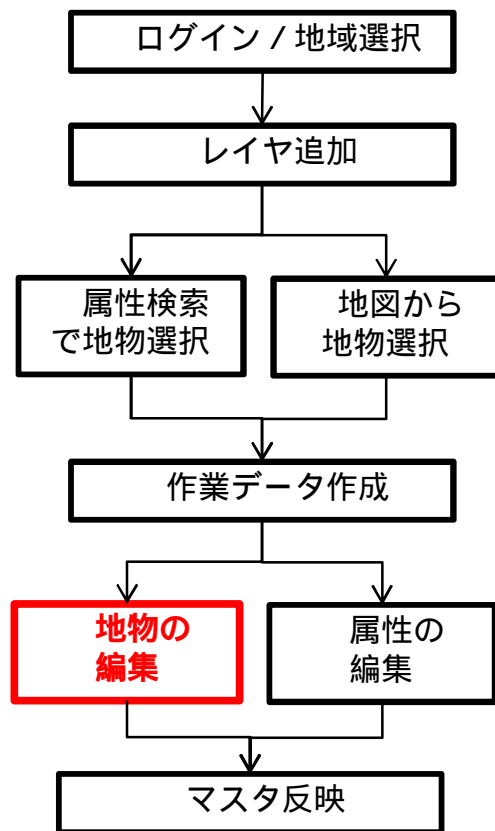 ログイン / 地域選択
レイヤ追加
属性検索
で地物選択
地図から
地物選択
作業データ作成
地物の
編集
属性の
編集
マスタ反映